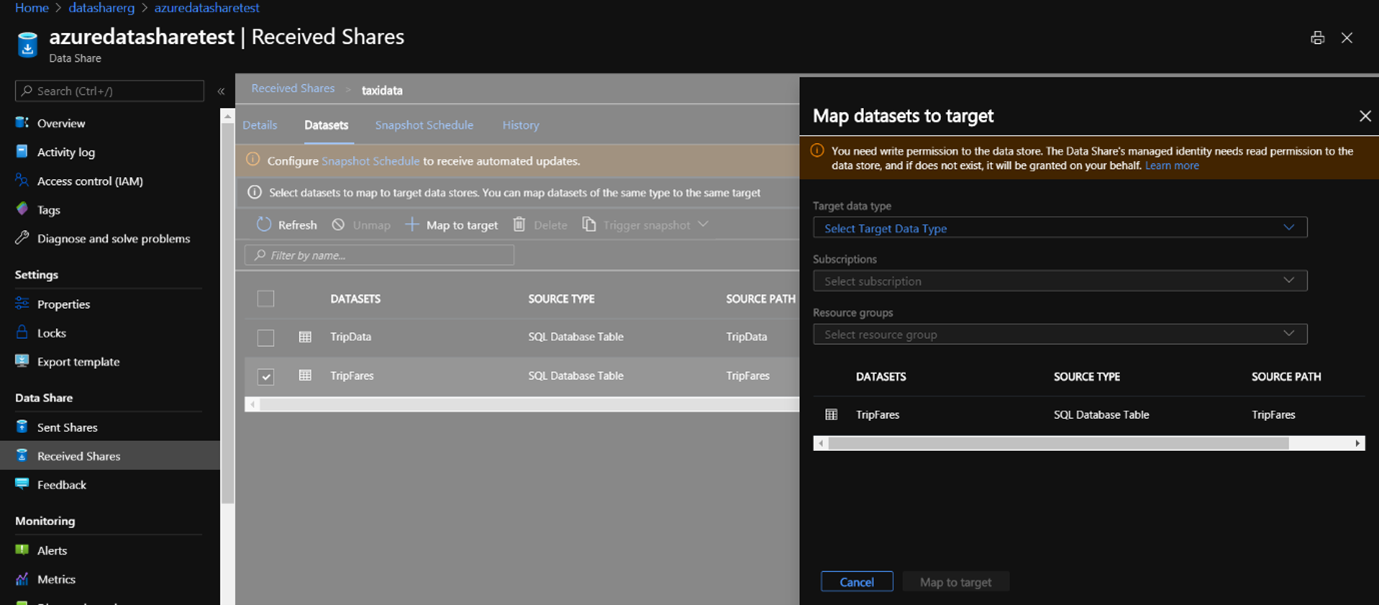 Home > datasharerg > azuredatasharetest
azuredatasharetest | Received Shares
Data Share
Search (Ctrl+/)
«
Overview
Activity log
Access control (IAM)
Tags
Diagnose and solve problems
Settings
Properties
Locks
Export template
Data Share
Sent Shares
Received Shares
Feedback
Monitoring
Alerts
Metrics
Received Shares > taxidata
Details Datasets Snapshot Schedule History
Configure Snapshot Schedule to receive automated updates.
Select datasets to map to target data stores. You can map datasets of the same type to the same target
Refresh Unmap Map to target Delete Trigger snapshot
Filter by name...
DATASETS SOURCE TYPE SOURCE PATH
TripData SQL Database Table TripData
TripFares SQL Database Table TripFares
Map datasets to target
You need write permission to the data store. The Data Share's managed identity needs read permission to the
data store, and if does not exist, it will be granted on your behalf. Learn more
Target data type
Select Target Data Type
Subscriptions
Select subscription
Resource groups
Select resource group
DATASETS SOURCE TYPE SOURCE PATH
TripFares SQL Database Table TripFares
Cancel Map to target